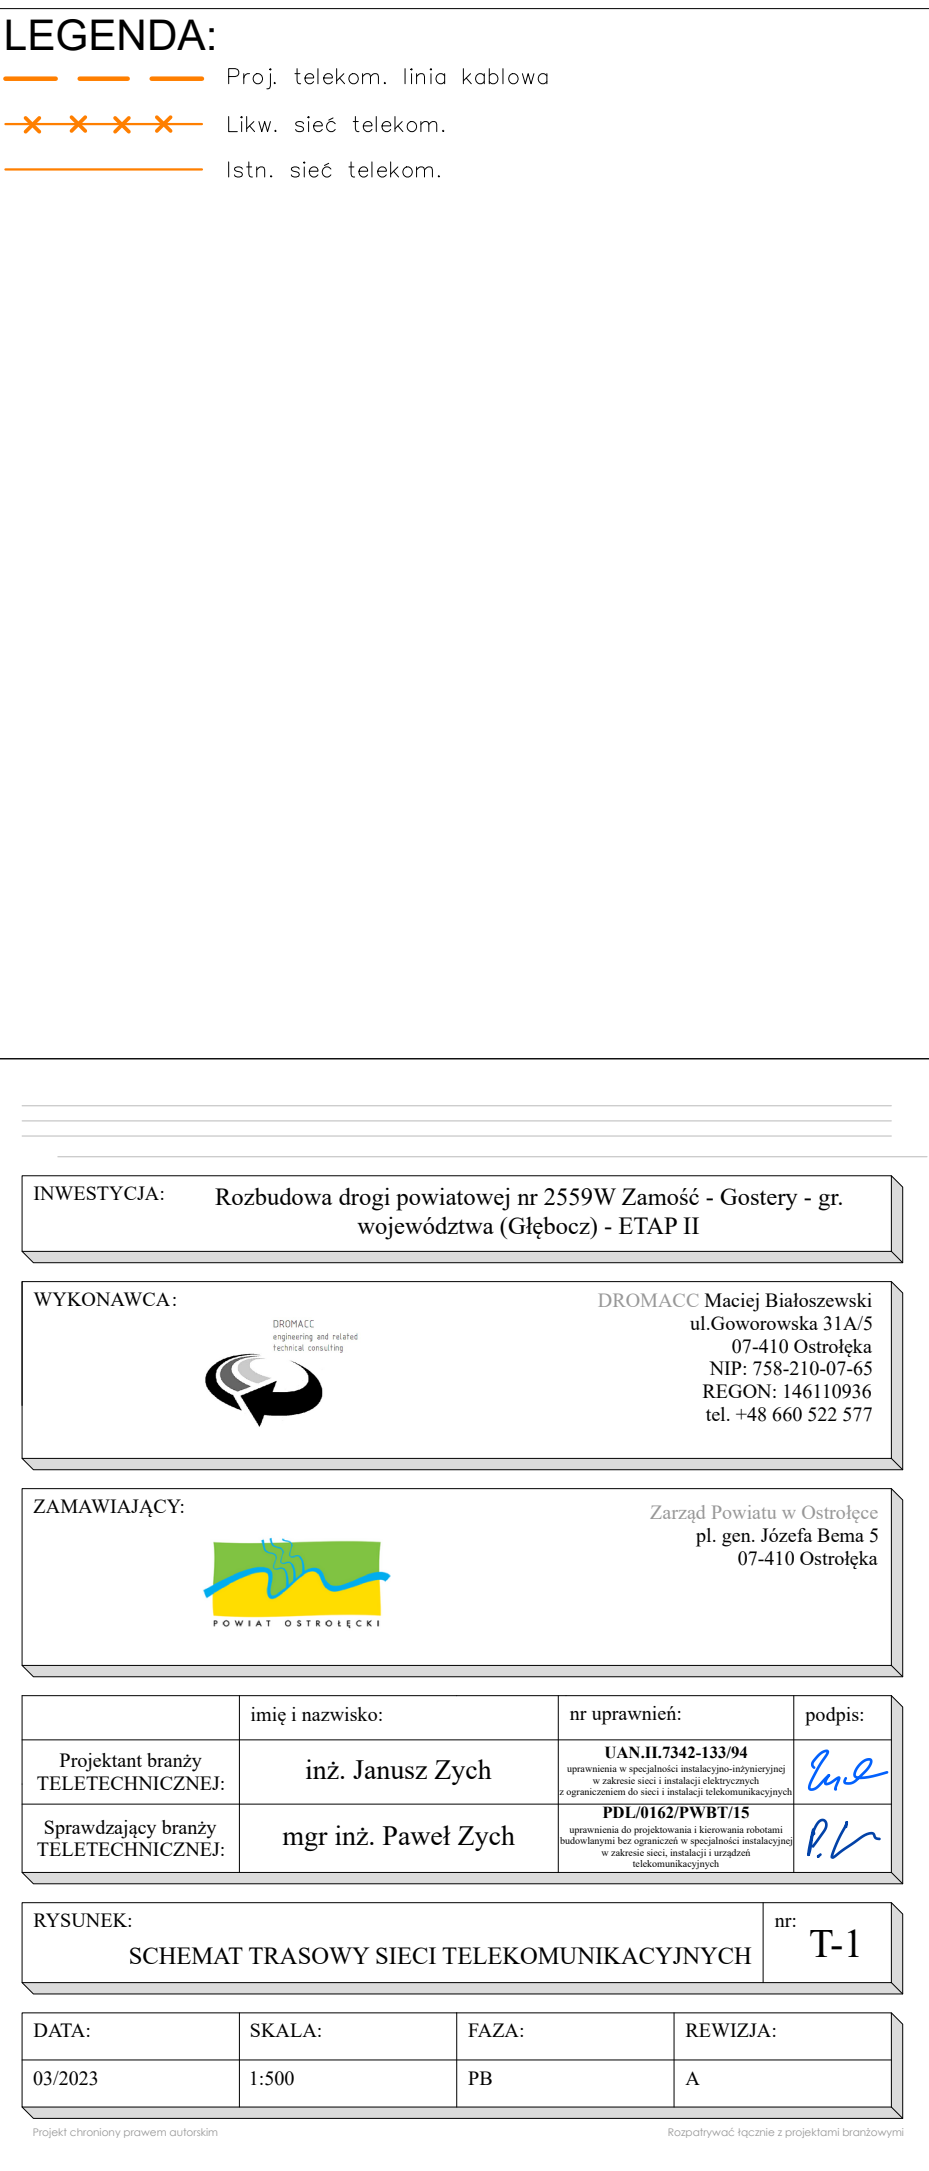 LEGENDA:
Proj. telekom. linia kablowa
Likw. sieć telekom.
Istn. sieć telekom.
INWESTYCJA:
Rozbudowa drogi powiatowej nr 2559W Zamość - Gostery - gr.
województwa (Głębocz) - ETAP II
WYKONAWCA:
DROMACC
engineering and related
technical consulting
DROMACC Maciej Białoszewski
ul.Goworowska 31A/5
07-410 Ostrołęka
NIP: 758-210-07-65
REGON: 146110936
tel. +48 660 522 577
ZAMAWIAJĄCY:
POWIAT OSTROŁĘCKI
Zarząd Powiatu w Ostrołęce
pl. gen. Józefa Bema 5
07-410 Ostrołęka
imię i nazwisko:
nr uprawnień:
podpis:
Projektant branży
TELETECHNICZNEJ:
inż. Janusz Zych
UAN.II.7342-133/94
uprawnienia w specjalności instalacyjno-inżynieryjnej
w zakresie sieci i instalacji elektrycznych
z ograniczeniem do sieci i instalacji telekomunikacyjnych
Sprawdzający branży
TELETECHNICZNEJ:
mgr inż. Paweł Zych
PDL/0162/PWBT/15
uprawnienia do projektowania i kierowania robotami
budowlanymi bez ograniczeń w specjalności instalacyjnej
w zakresie sieci, instalacji i urządzeń
telekomunikacyjnych
RYSUNEK:
SCHEMAT TRASOWY SIECI TELEKOMUNIKACYJNYCH
nr:
T-1
DATA:
SKALA:
FAZA:
REWIZJA:
03/2023
1:500
PB
A
Projekt chroniony prawem autorskim
Rozpatrywać łącznie z projektami branżowymi